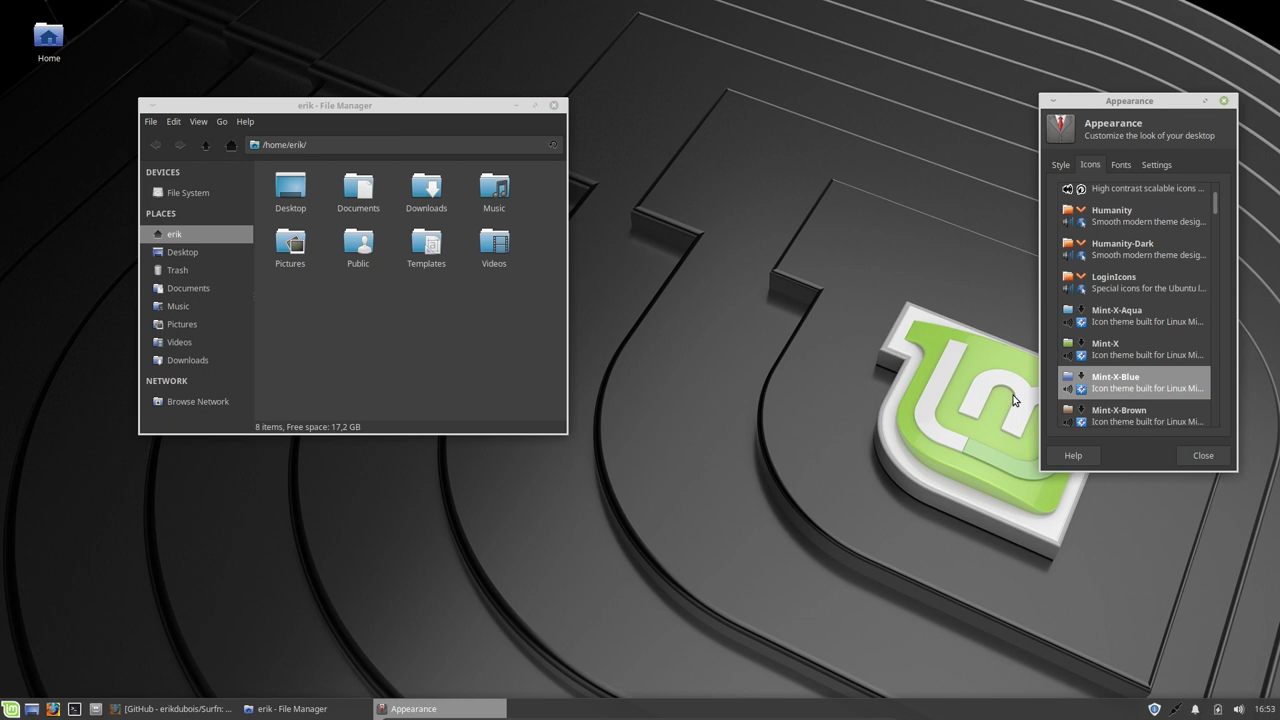 Home
erik - File Manager
File Edit View Go Help
/home/erik/
DEVICES
File System
PLACES
erik
Desktop
Trash
Documents
Music
Pictures
Videos
Downloads
NETWORK
Browse Network
Desktop Documents Downloads Music
Pictures Public Templates Videos
8 items, Free space: 17,2 GB
Appearance
Appearance
Customize the look of your desktop
Style Icons Fonts Settings
High contrast scalable icons ...
Humanity
Smooth modern theme desig...
Humanity-Dark
Smooth modern theme desig...
LoginIcons
Special icons for the Ubuntu l...
Mint-X-Aqua
Icon theme built for Linux Mi...
Mint-X
Icon theme built for Linux Mi...
Mint-X-Blue
Icon theme built for Linux Mi...
Mint-X-Brown
Icon theme built for Linux Mi...
Help Close
[GitHub - erikdubois/Surfn: ... erik - File Manager Appearance 16:53